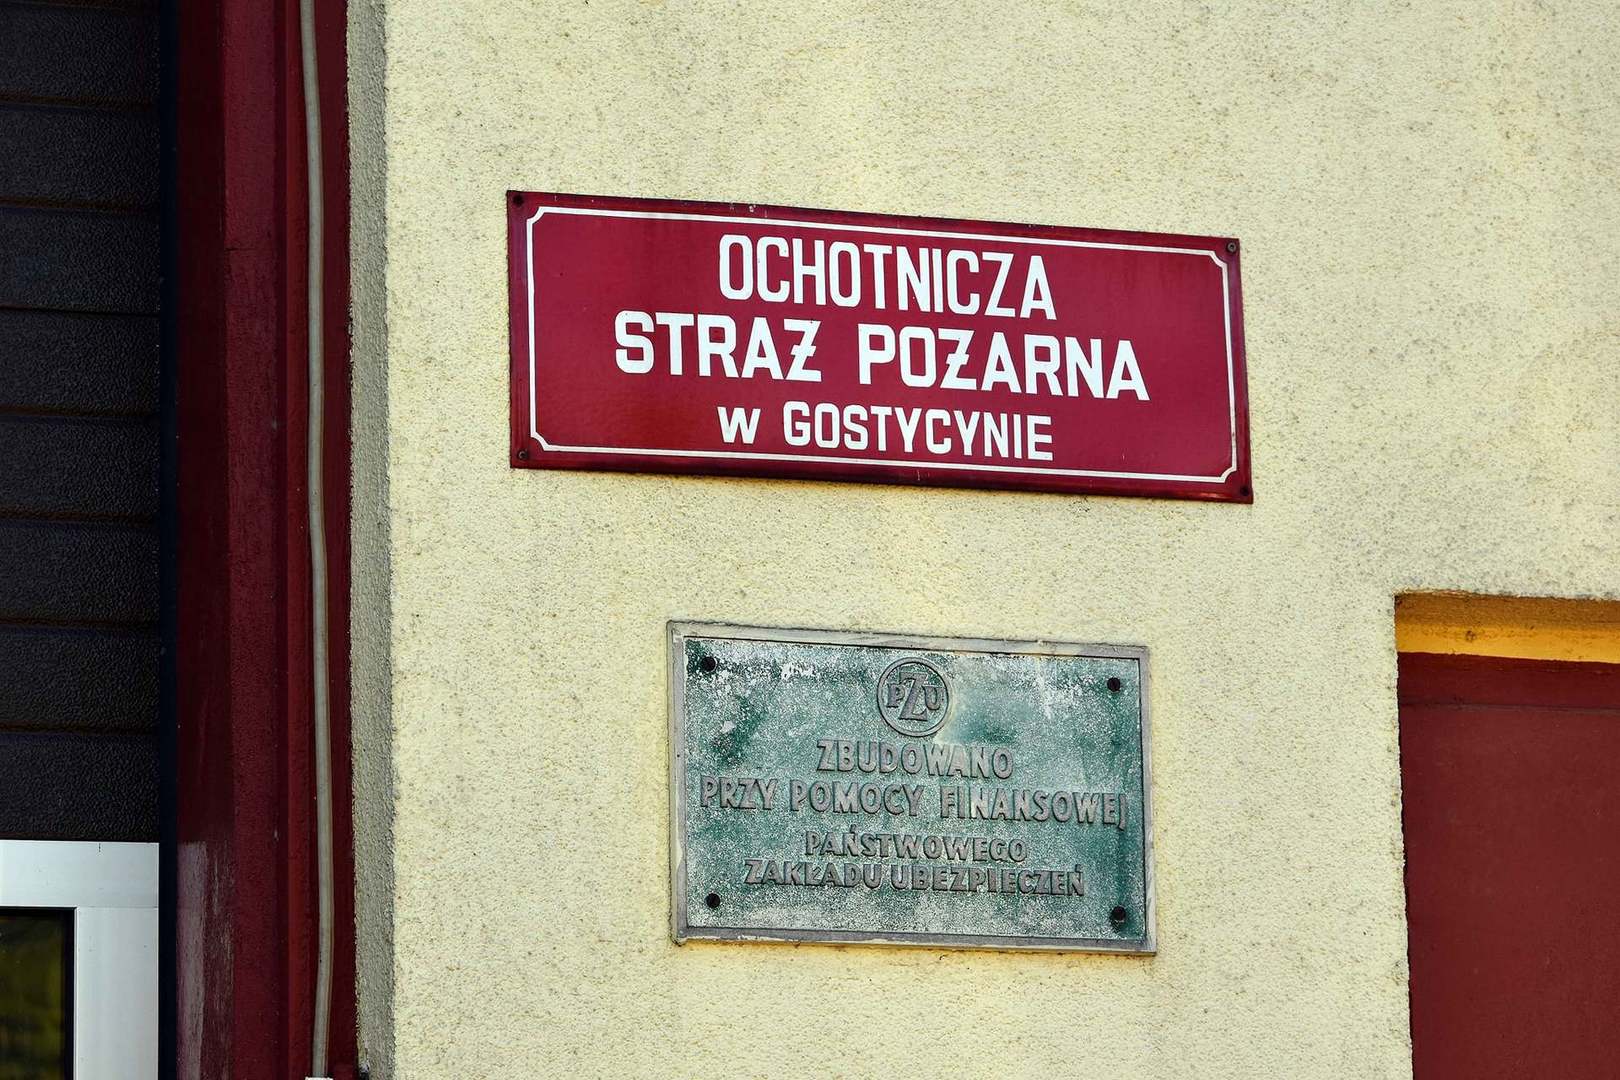 OCHOTNICZA
STRAŻ POŻARNA
W GOSTYCYNIE
PZU
ZBUDOWANO
PRZY POMOCY FINANSOWEJ
PAŃSTWOWEGO
ZAKŁADU UBEZPIECZEŃ